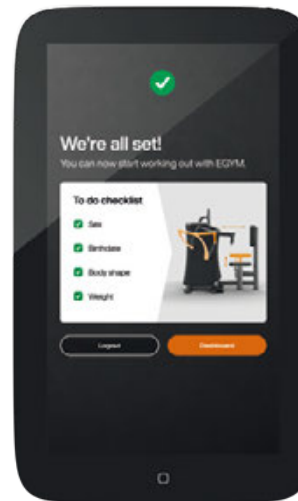 We're all set!
You can now start working out with EGYM.
To do checklist
Sex
Birthdate
Body shape
Weight
Logout
Dashboard